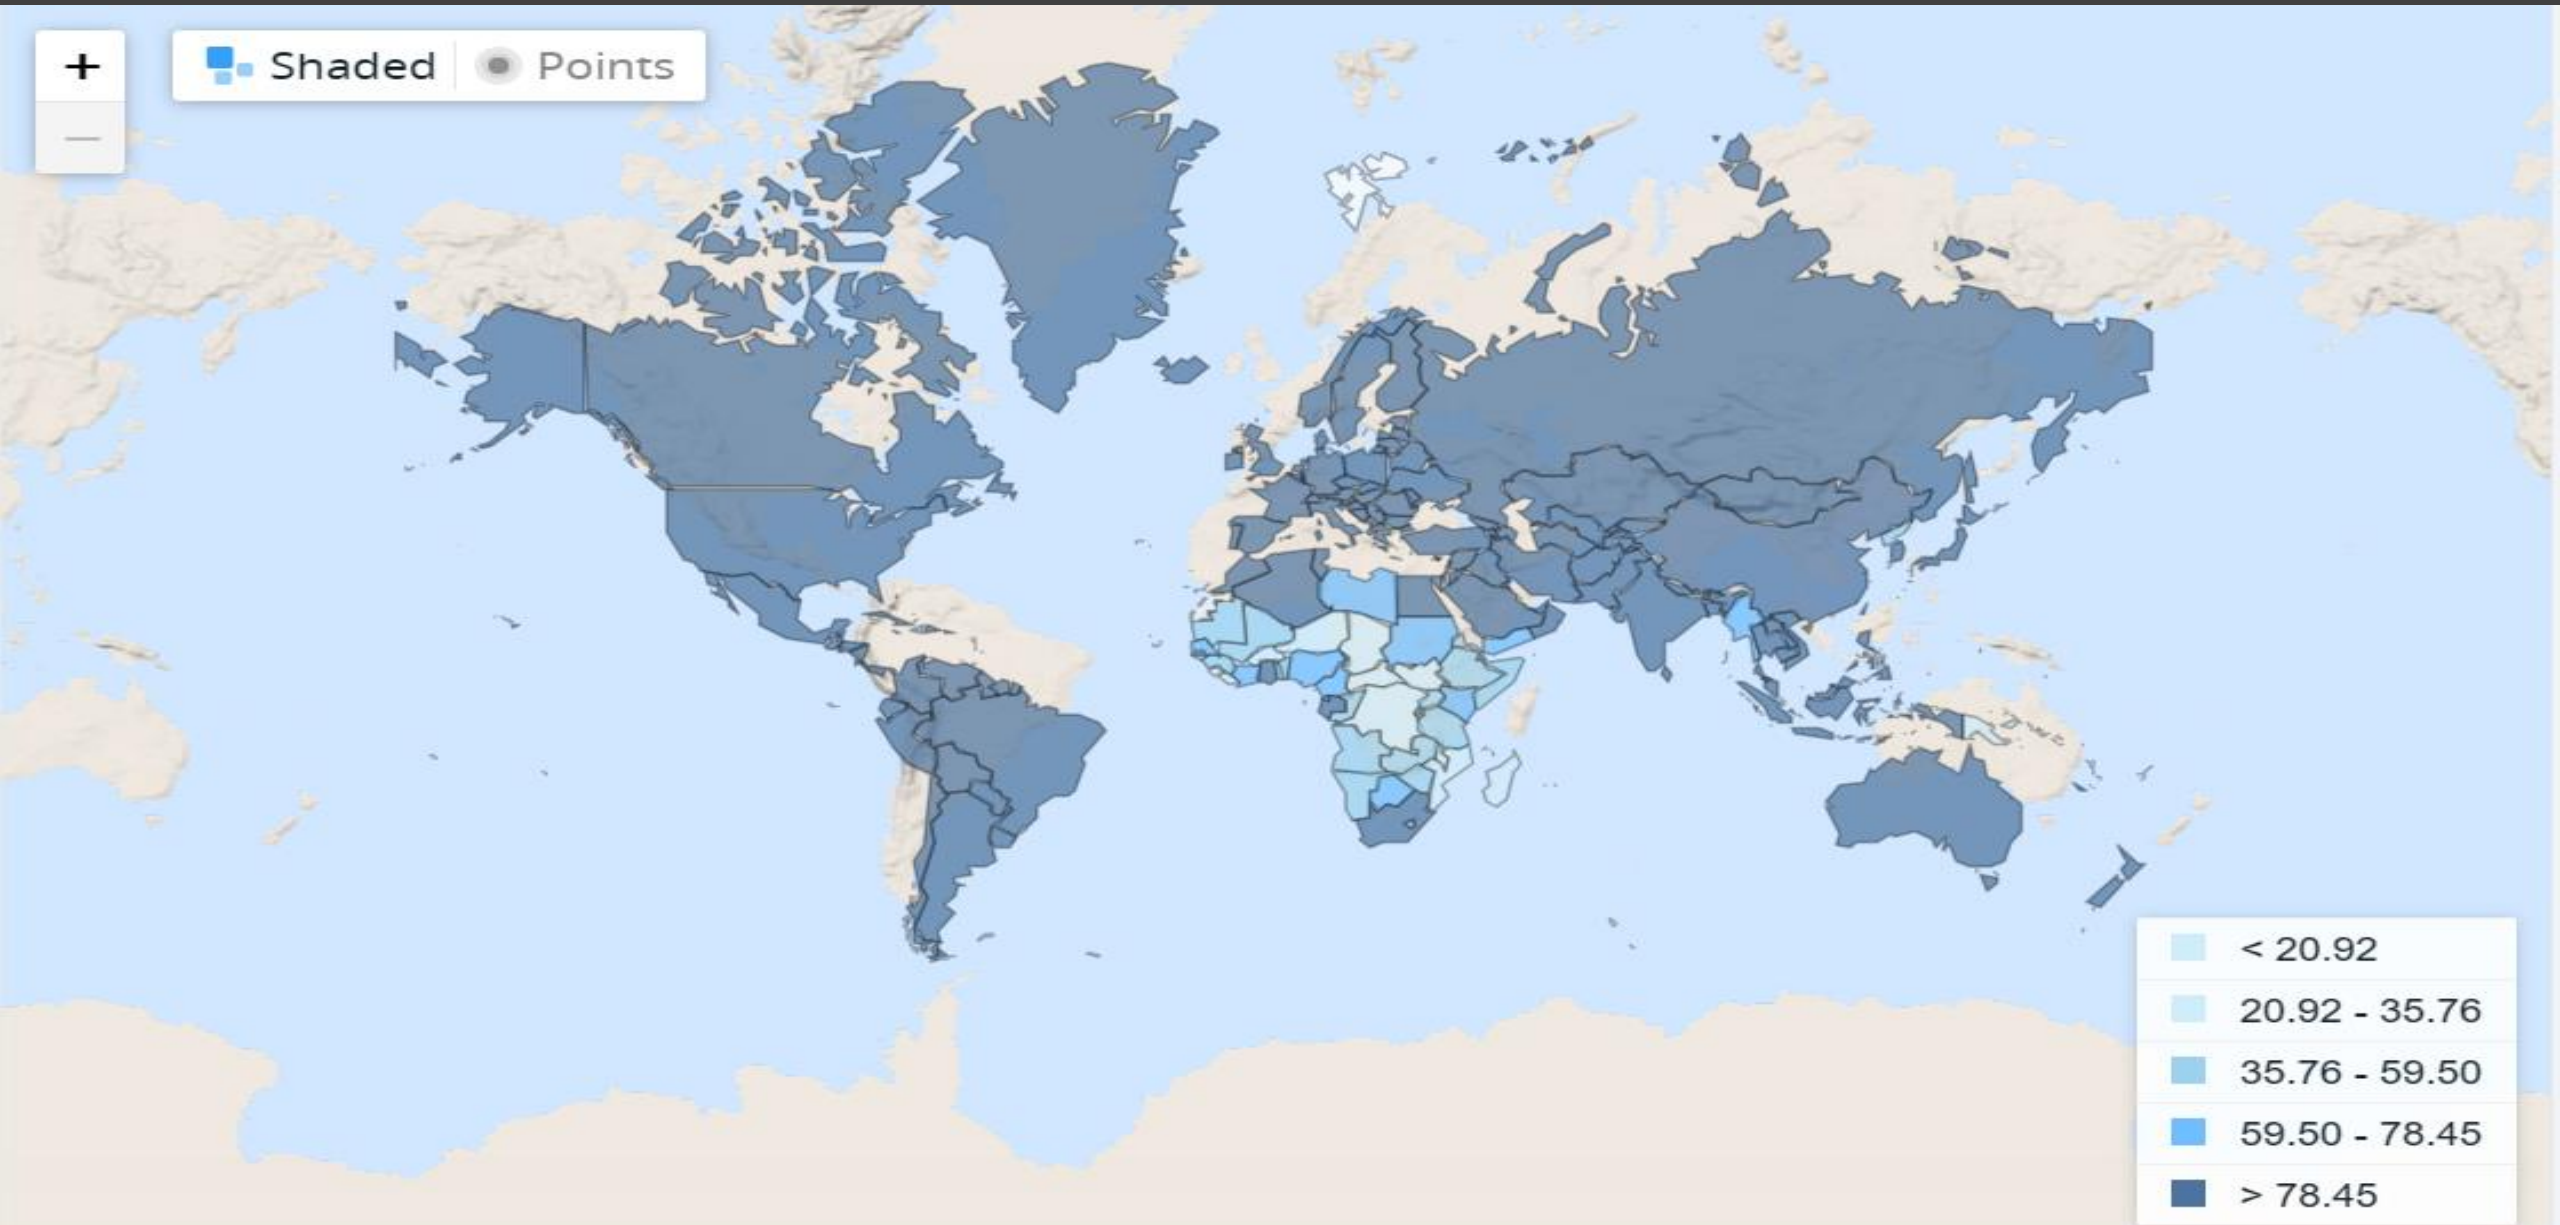 +
Shaded
Points
—
< 20.92
20.92 - 35.76
35.76 - 59.50
59.50 - 78.45
> 78.45